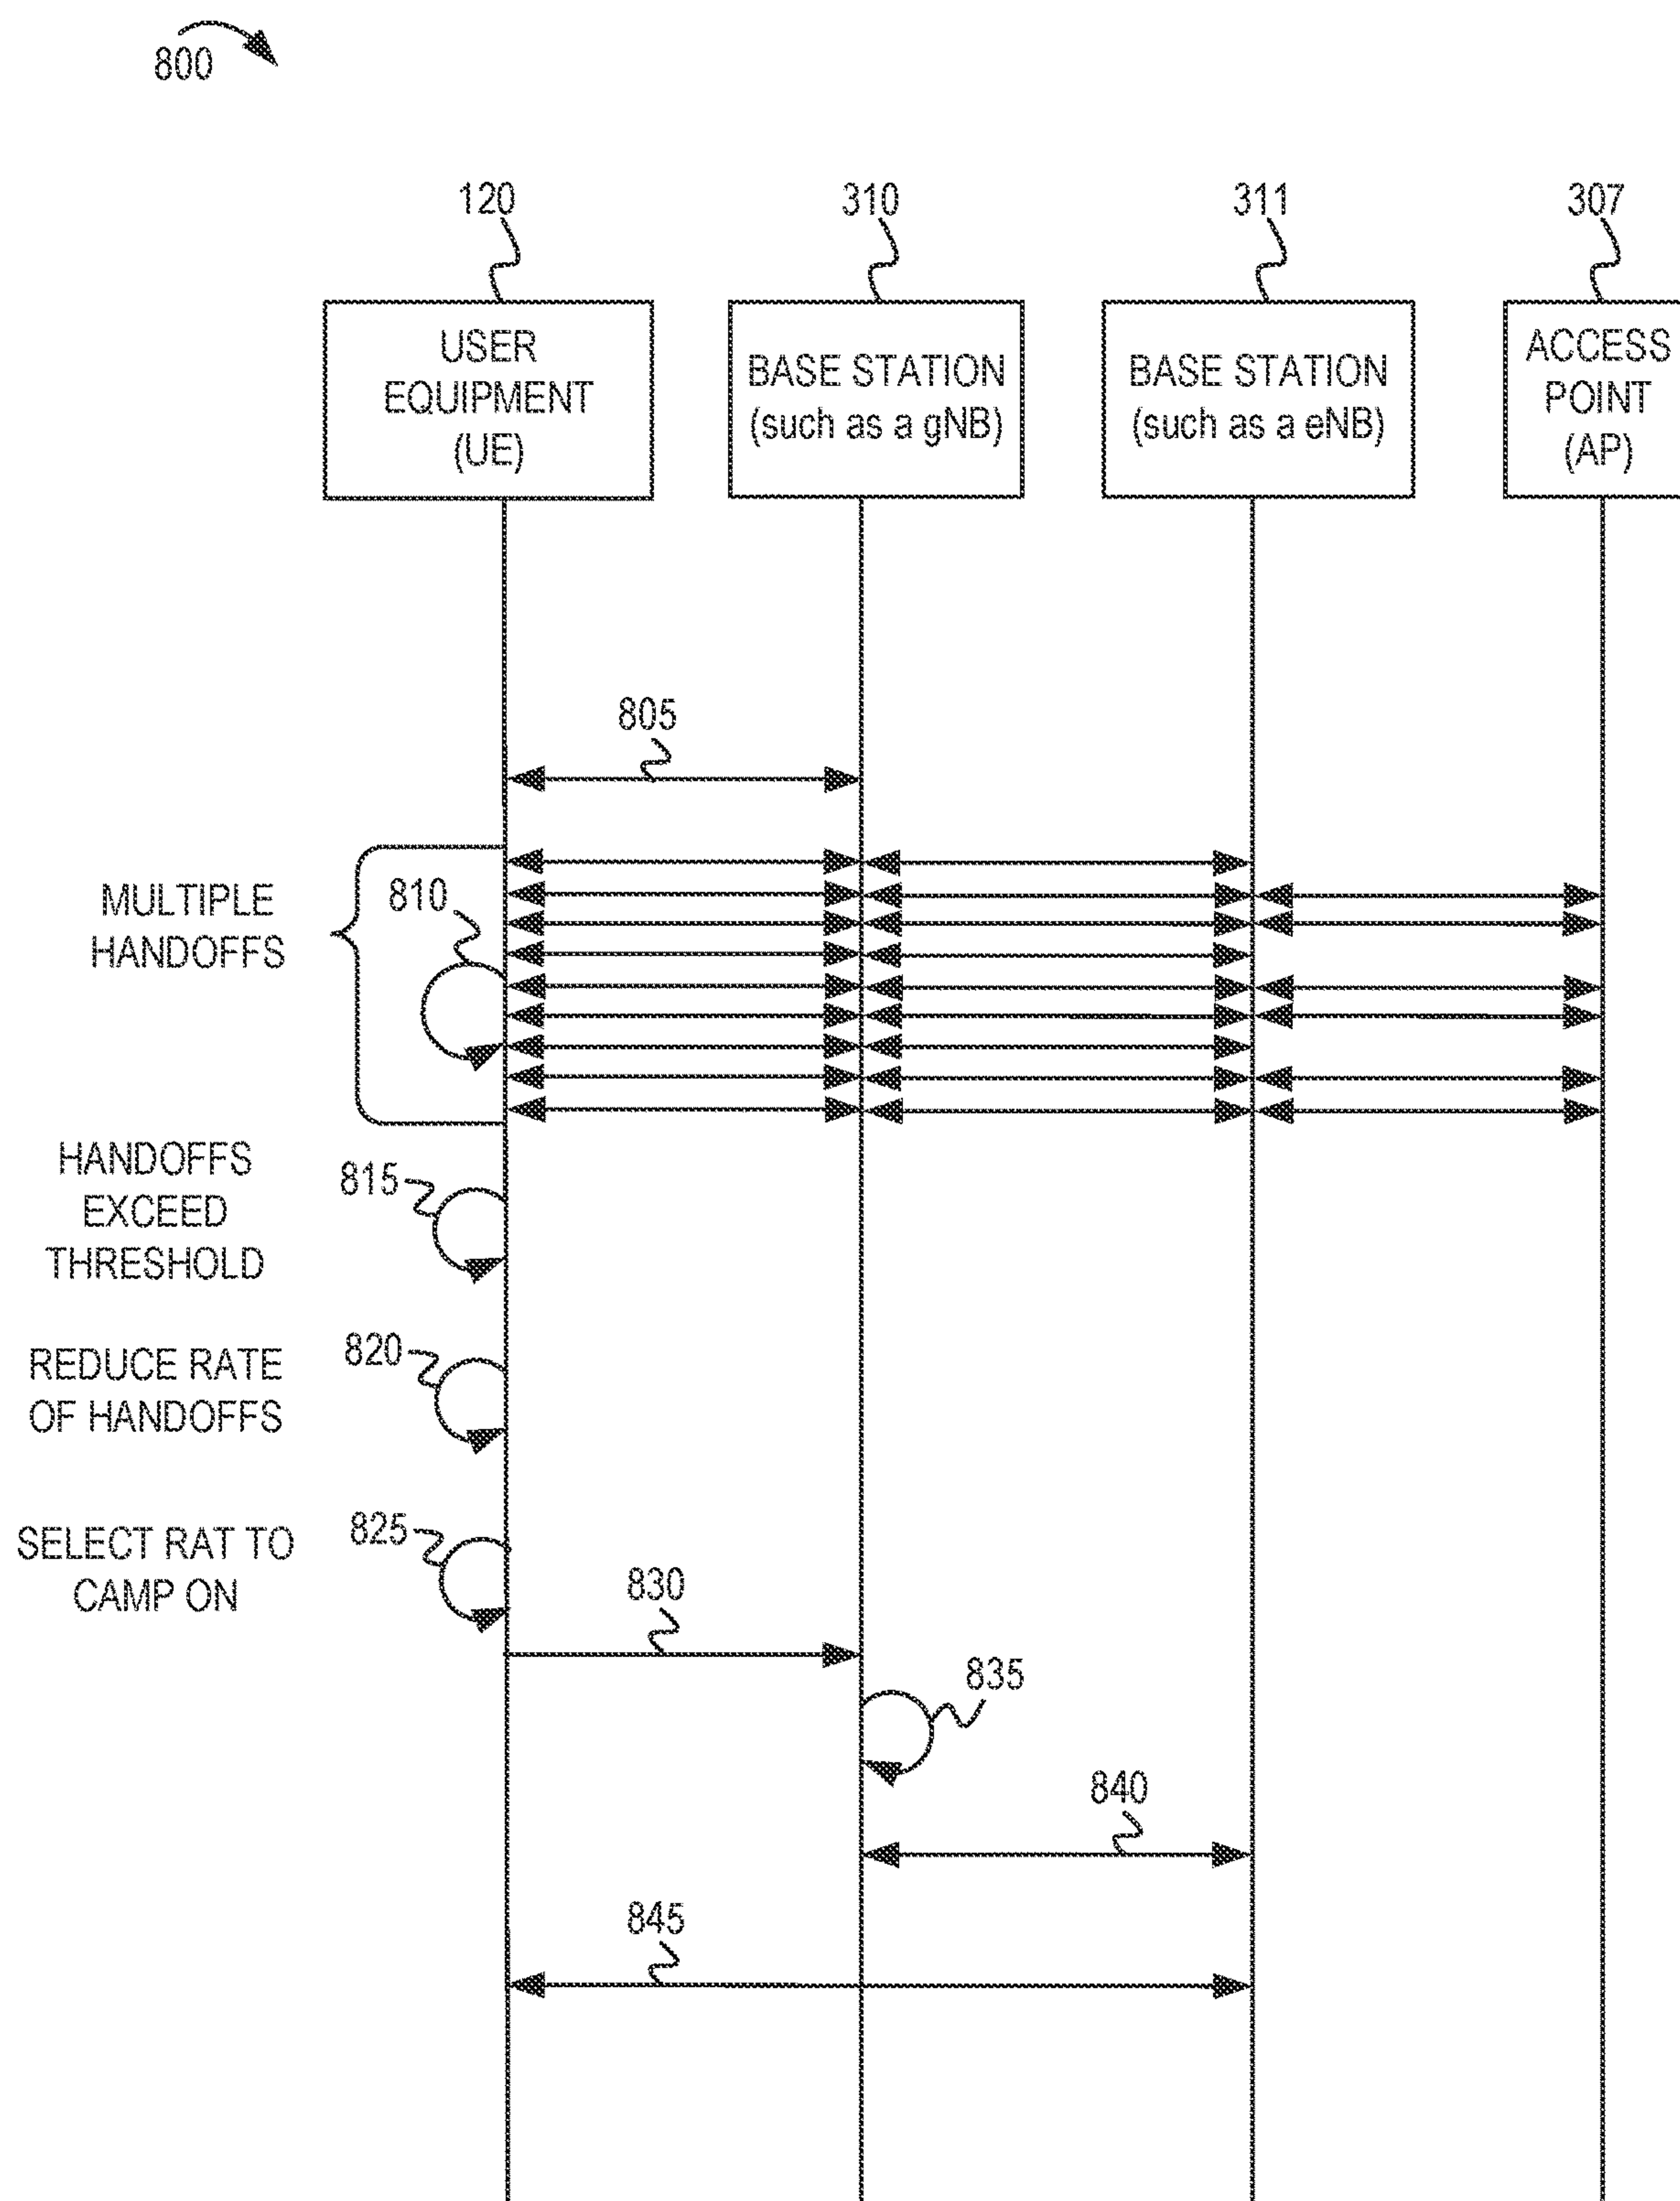 800
120
310
311
307
USER
EQUIPMENT
(UE)
BASE STATION
(such as a gNB)
BASE STATION
(such as a eNB)
ACCESS
POINT
(AP)
805
MULTIPLE
HANDOFFS
810
HANDOFFS
EXCEED
THRESHOLD
815
REDUCE RATE
OF HANDOFFS
820
SELECT RAT TO
CAMP ON
825
830
835
840
845